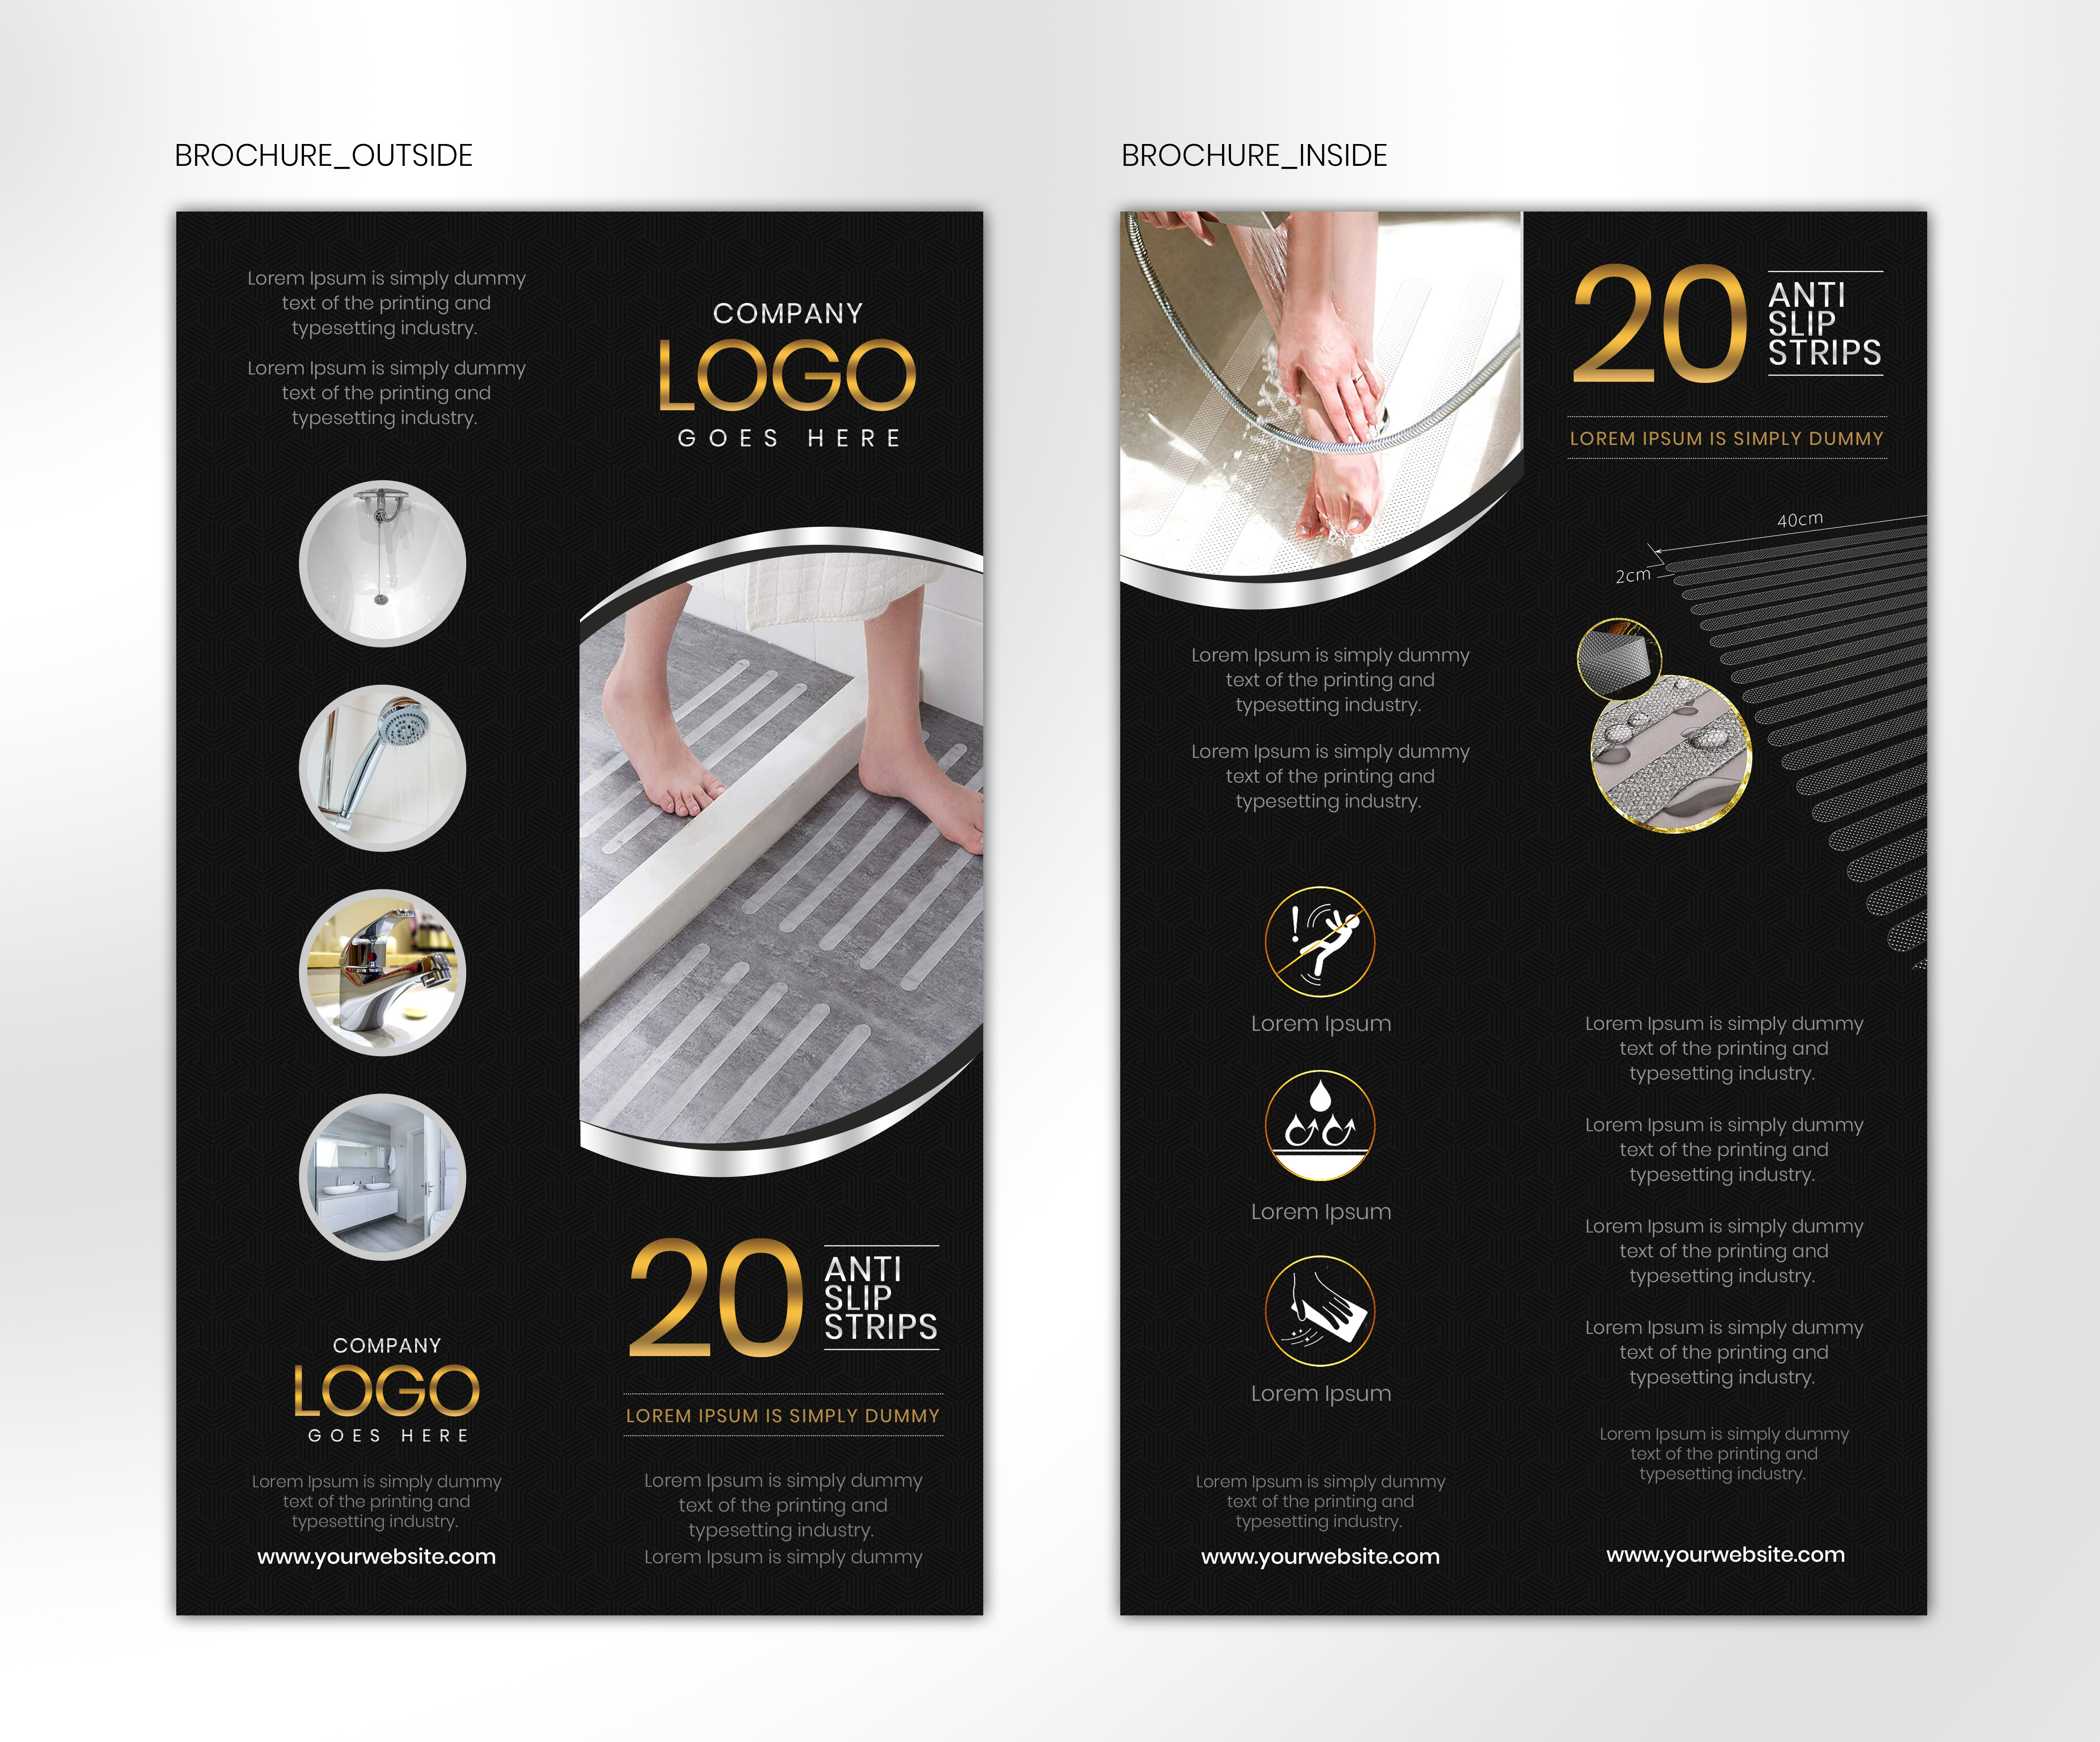 BROCHURE_OUTSIDE
Lorem Ipsum is simply dummy
text of the printing and
typesetting industry.
Lorem Ipsum is simply dummy
text of the printing and
typesetting industry.
COMPANY
LOGO
GOES HERE
Lorem Ipsum is simply dummy
text of the printing and
typesetting industry.
www.yourwebsite.com
COMPANY
LOGO
GOES HERE
20
ANTI
SLIP
STRIPS
LOREM IPSUM IS SIMPLY DUMMY
Lorem Ipsum is simply dummy
text of the printing and
typesetting industry.
Lorem Ipsum is simply dummy
BROCHURE_INSIDE
Lorem Ipsum is simply dummy
text of the printing and
typesetting industry.
Lorem Ipsum is simply dummy
text of the printing and
typesetting industry.
!
Lorem Ipsum
Lorem Ipsum
Lorem Ipsum
Lorem Ipsum is simply dummy
text of the printing and
typesetting industry.
www.yourwebsite.com
20
ANTI
SLIP
STRIPS
LOREM IPSUM IS SIMPLY DUMMY
40cm
2cm
Lorem Ipsum is simply dummy
text of the printing and
typesetting industry.
Lorem Ipsum is simply dummy
text of the printing and
typesetting industry.
Lorem Ipsum is simply dummy
text of the printing and
typesetting industry.
Lorem Ipsum is simply dummy
text of the printing and
typesetting industry.
Lorem Ipsum is simply dummy
text of the printing and
typesetting industry.
www.yourwebsite.com